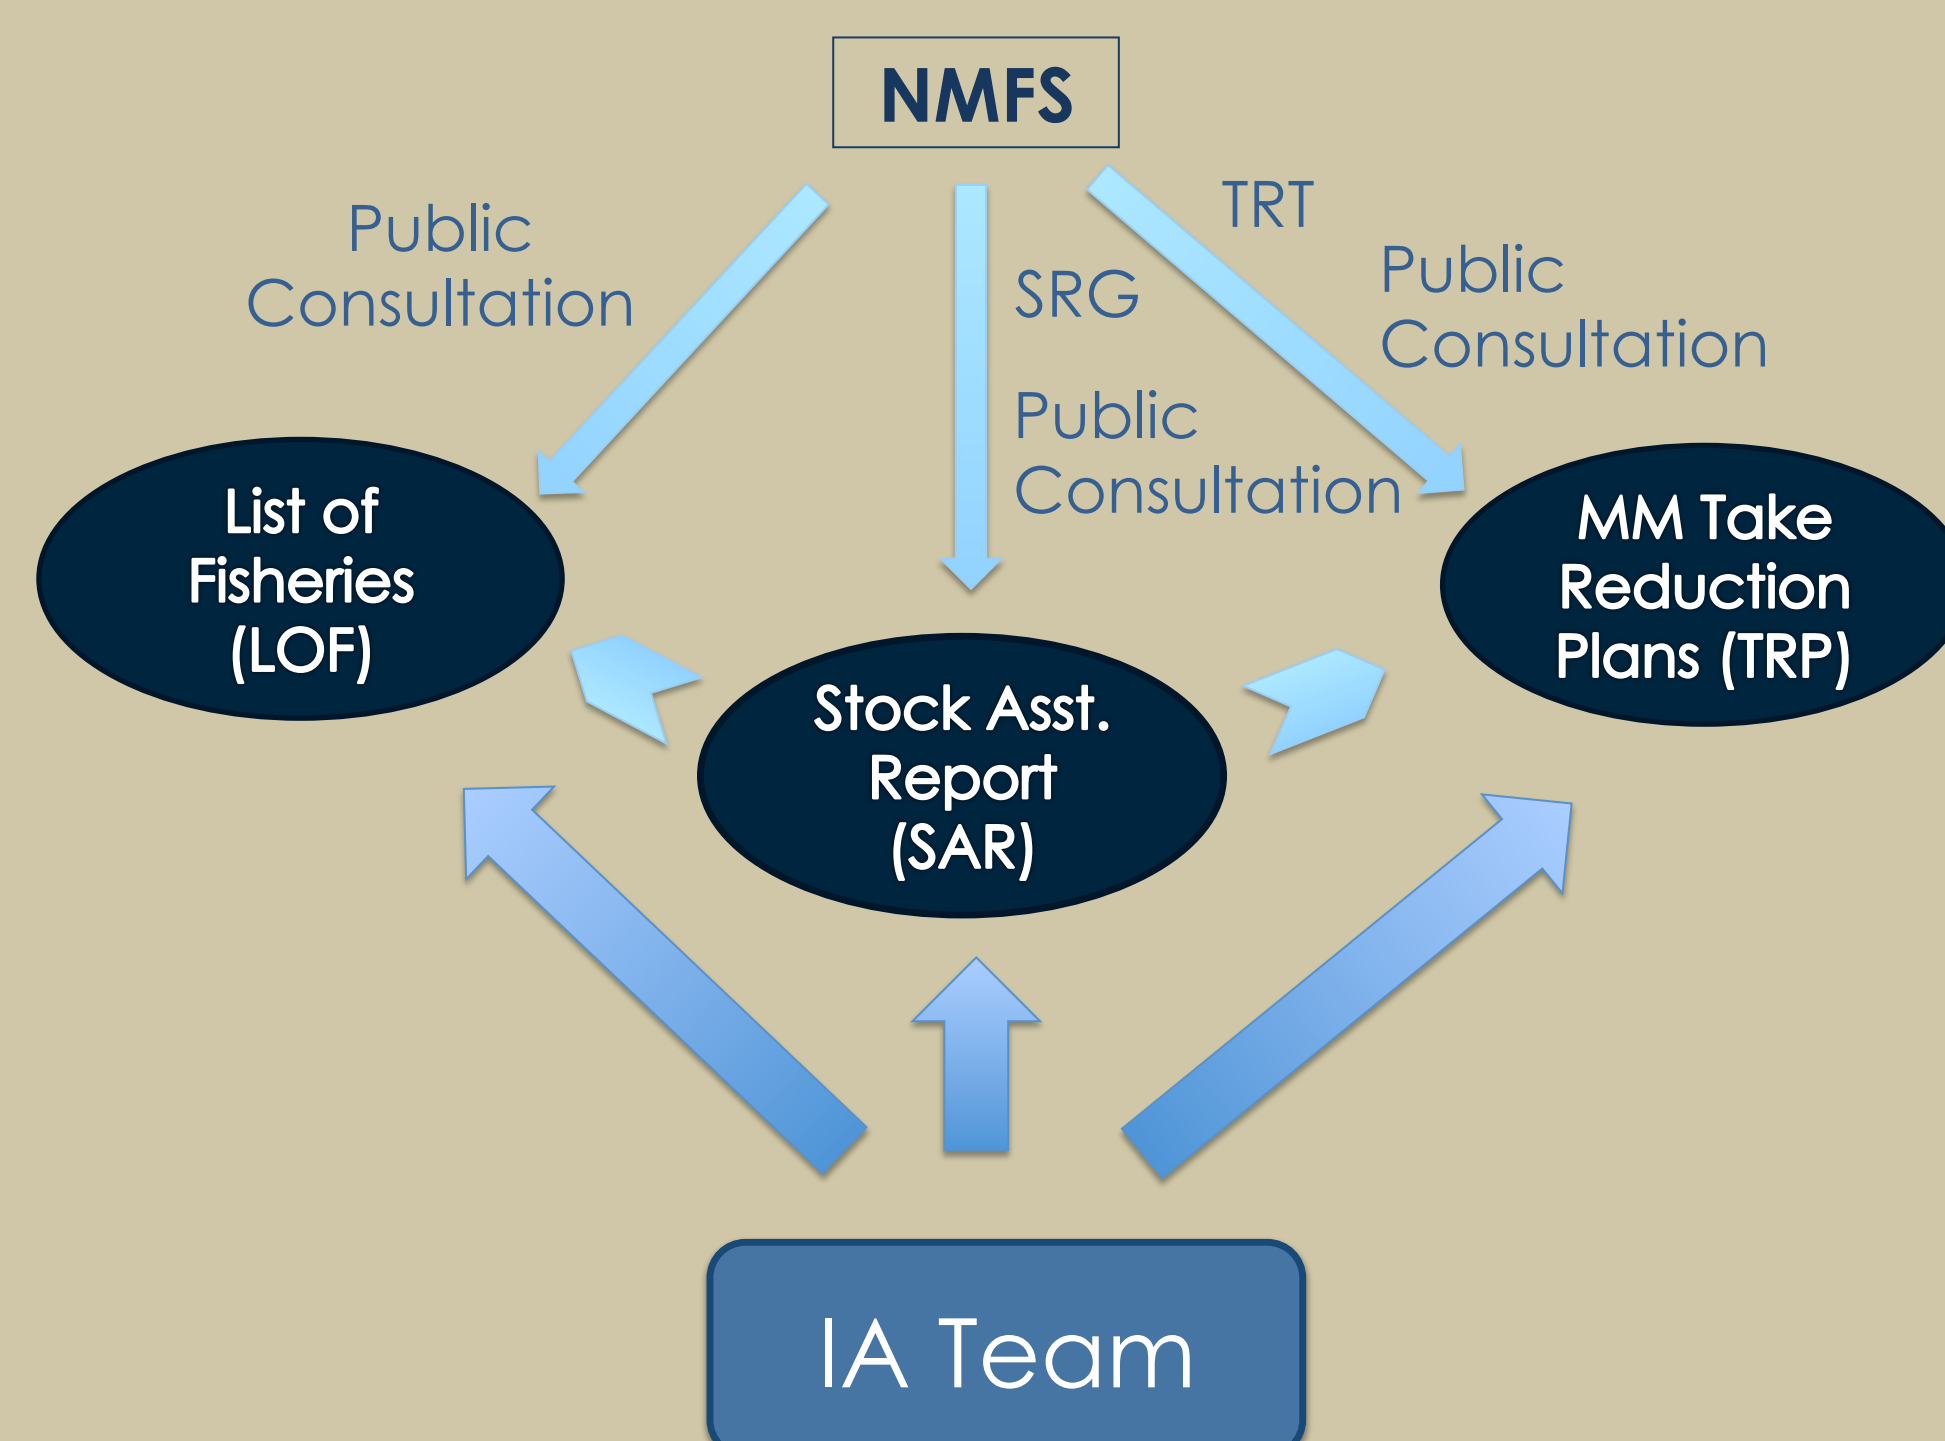 NMFS
Public
Consultation
SRG
Public
Consultation
TRT
Public
Consultation
List of
Fisheries
(LOF)
Stock Asst.
Report
(SAR)
MM Take
Reduction
Plans (TRP)
IA Team